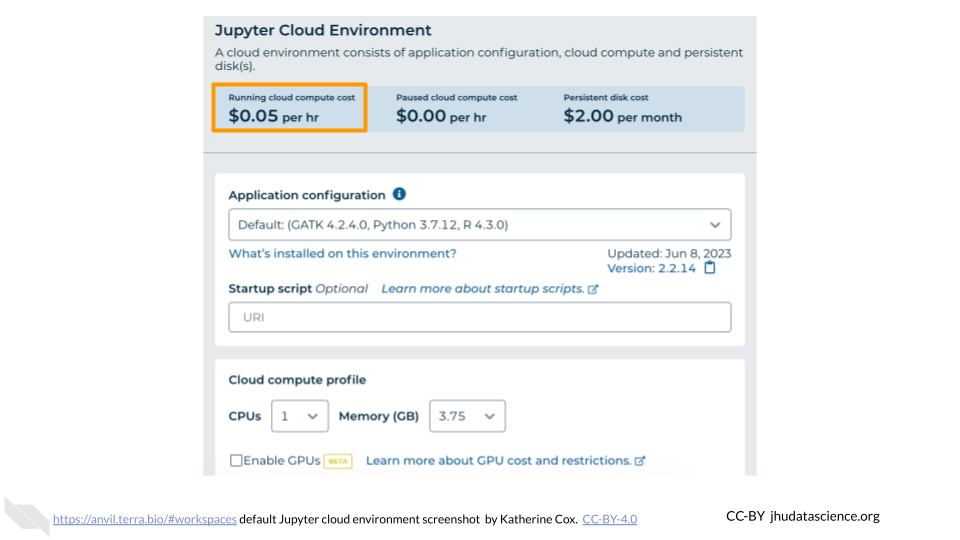 Jupyter Cloud Environment
A cloud environment consists of application configuration, cloud compute and persistent
disk(s).
Running cloud compute cost
$0.05 per hr
Paused cloud compute cost
$0.00 per hr
Persistent disk cost
$2.00 per month
Application configuration
Default: (GATK 4.2.4.0, Python 3.7.12, R 4.3.0)
What's installed on this environment?
Updated: Jun 8, 2023
Version: 2.2.14
Startup script Optional Learn more about startup scripts.
URI
Cloud compute profile
CPUs 1 Memory (GB) 3.75
Enable GPUs BETA Learn more about GPU cost and restrictions.
https://anvil.terra.bio/#workspaces default Jupyter cloud environment screenshot by Katherine Cox. CC-BY-4.0
CC-BY jhudatascience.org